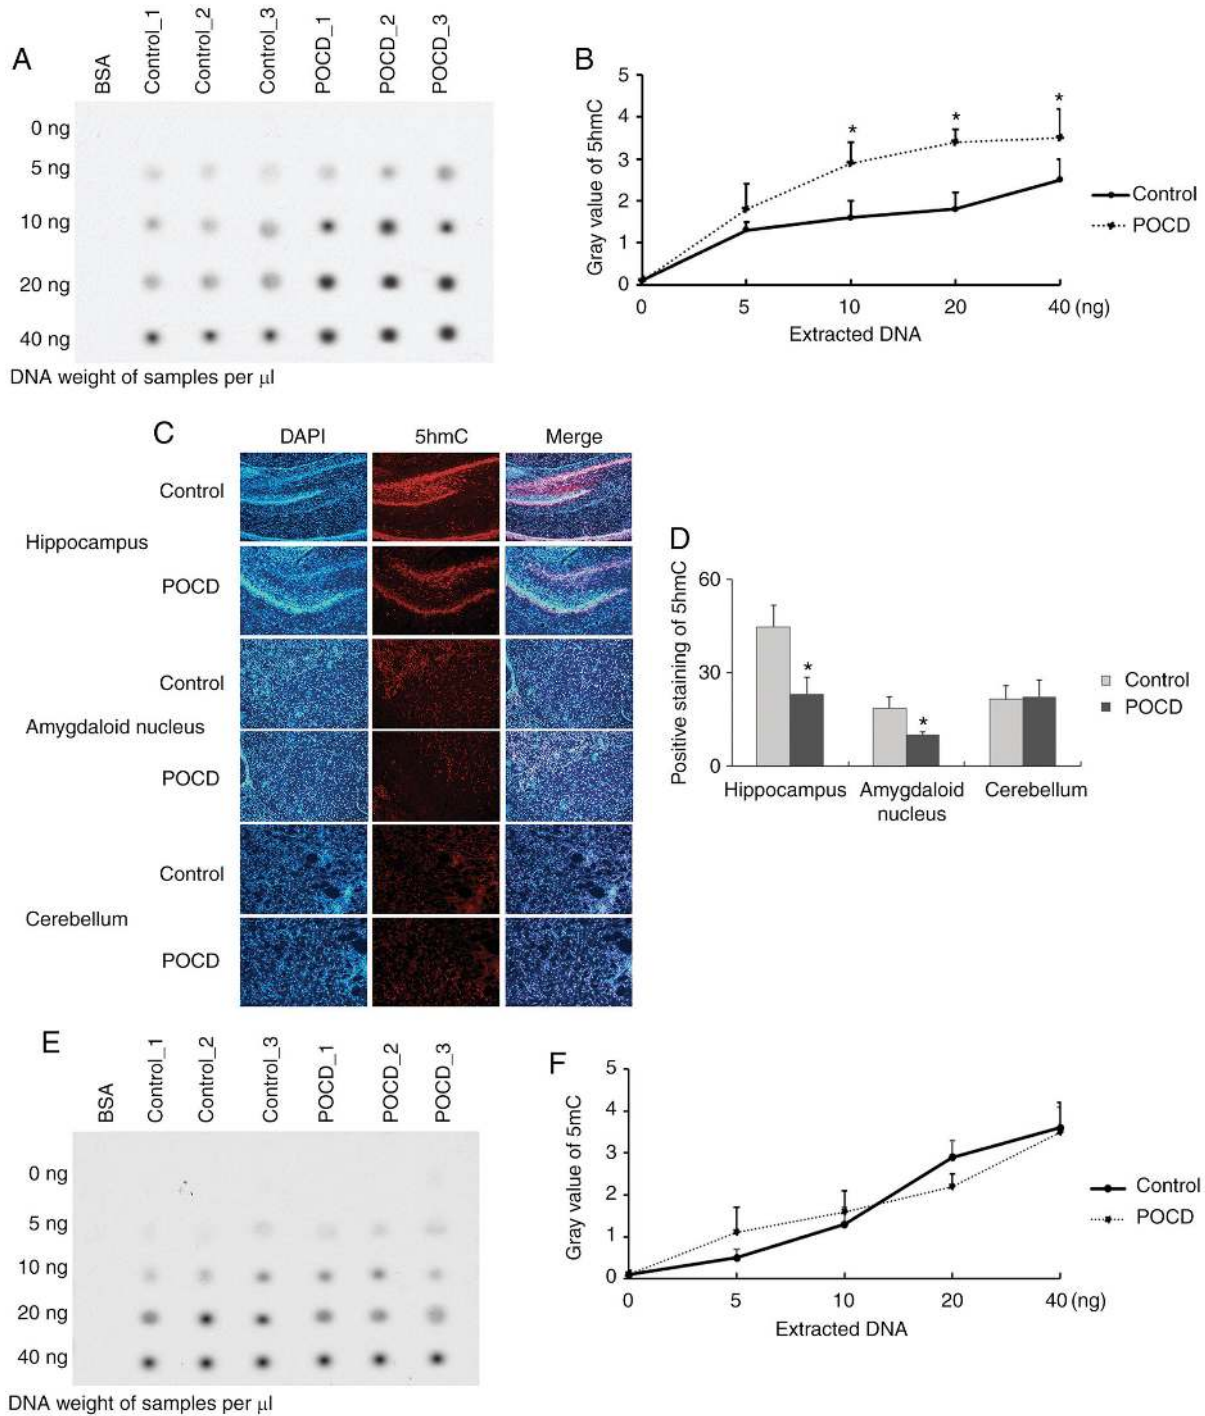 A
BSA
Control_1
Control_2
Control_3
POCD_1
POCD_2
POCD_3
0 ng
5 ng
10 ng
20 ng
40 ng
DNA weight of samples per µl
B
Gray value of 5hmC
5
4
3
2
1
0
0 5 10 20 40 (ng)
Extracted DNA
* * *
Control
POCD
C
DAPI 5hmC Merge
Control
Hippocampus
POCD
Control
Amygdaloid nucleus
POCD
Control
Cerebellum
POCD
D
Positive staining of 5hmC
60
30
0
* *
Hippocampus Amygdaloid Cerebellum
nucleus
Control
POCD
E
BSA
Control_1
Control_2
Control_3
POCD_1
POCD_2
POCD_3
0 ng
5 ng
10 ng
20 ng
40 ng
DNA weight of samples per µl
F
Gray value of 5mC
5
4
3
2
1
0
0 5 10 20 40 (ng)
Extracted DNA
Control
POCD